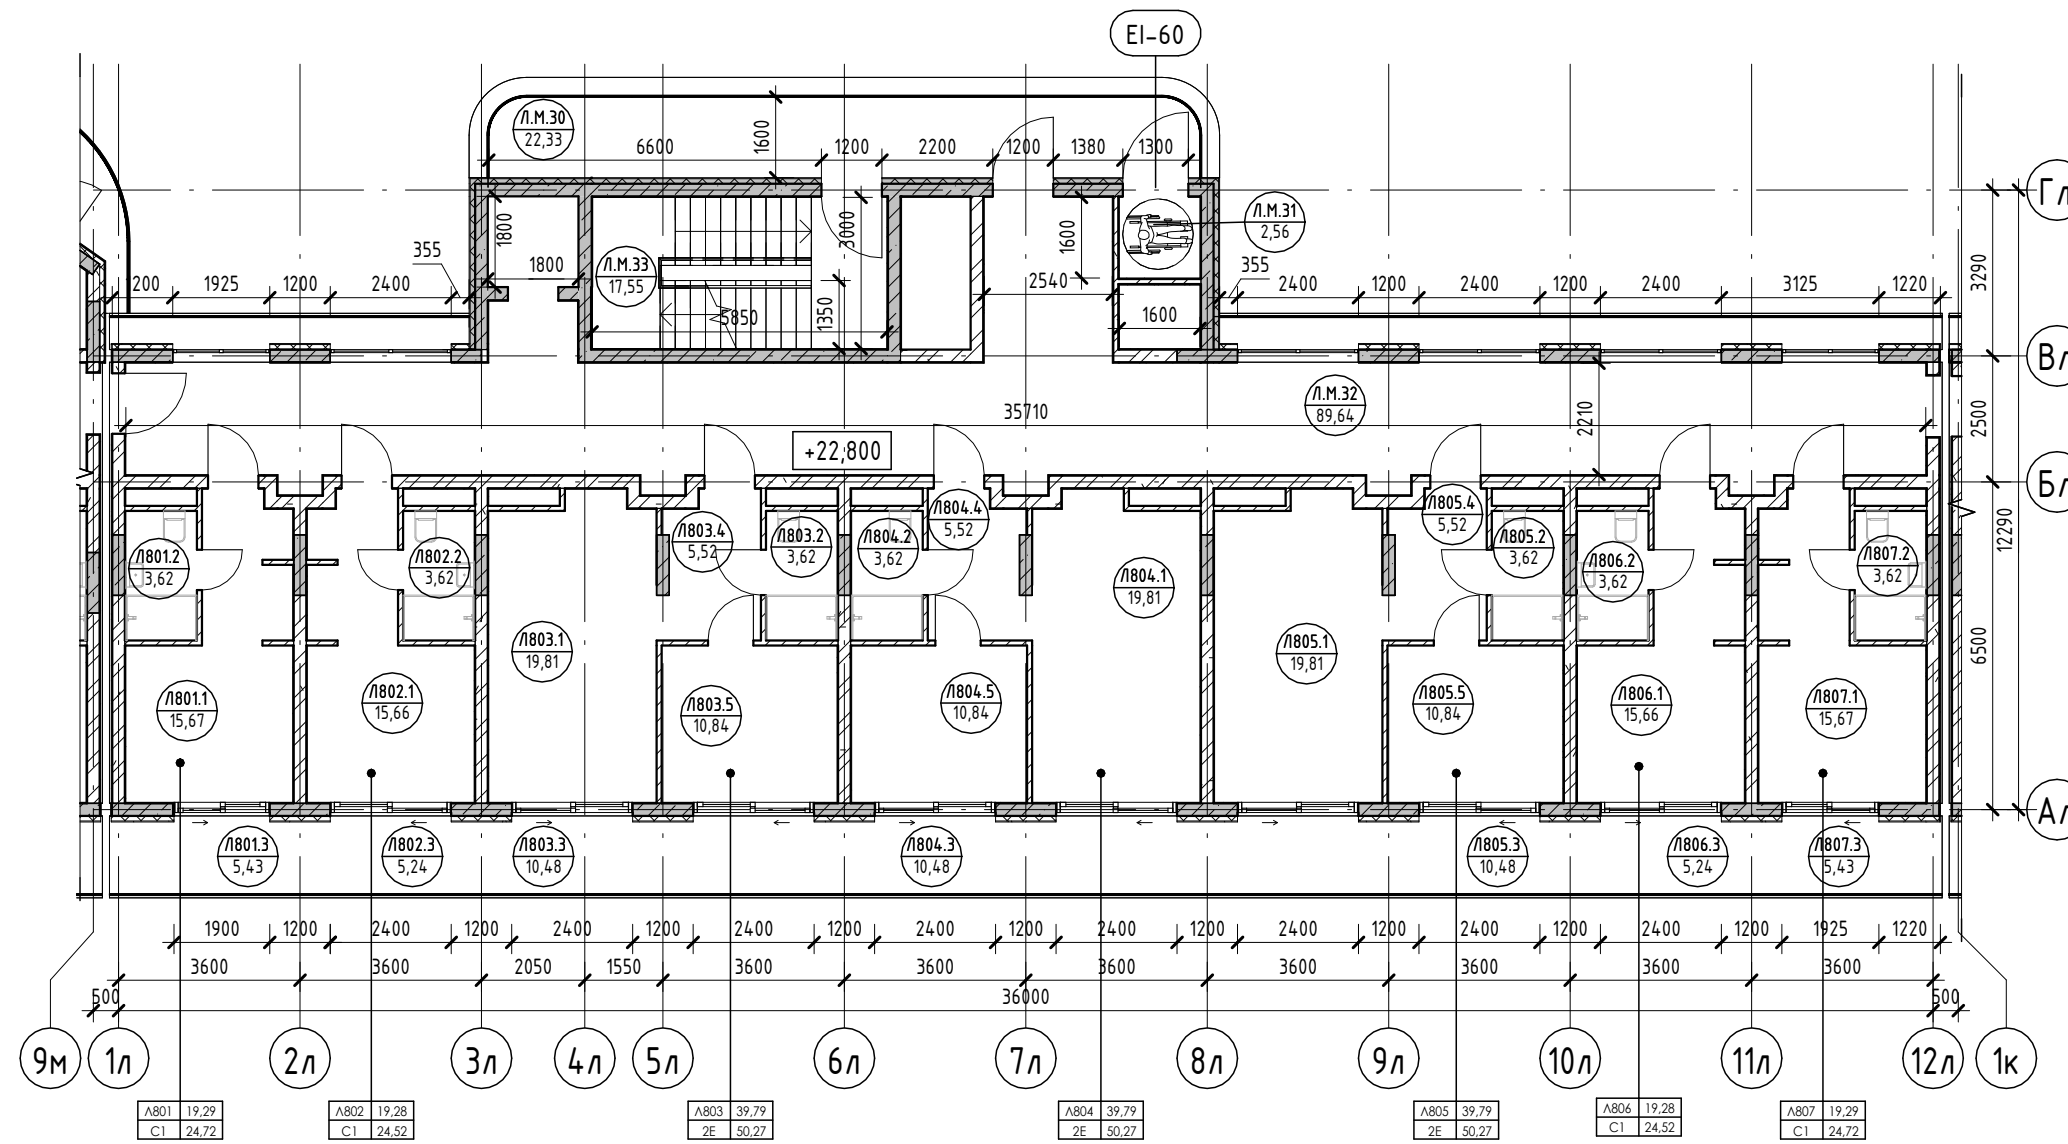 EI-60
Л.М.30
22,33
1600
6600
1200
2200
1200
1380
1300
Гл
Л.М.31
2,56
1800
3000
1600
355
1800
Л.М.33
17,55
2540
355
3290
200
1925
1200
2400
2400
1200
2400
1200
2400
3125
1220
5850
1350
1600
Вл
Л.М.32
89,64
35710
2210
2500
+22,800
Бл
12290
Л801.2
3,62
Л802.2
3,62
Л803.4
5,52
Л803.2
3,62
Л804.2
3,62
Л804.4
5,52
Л804.1
19,81
Л805.4
5,52
Л805.2
3,62
Л806.2
3,62
Л807.2
3,62
6500
Л801.1
15,67
Л802.1
15,66
Л803.1
19,81
Л803.5
10,84
Л804.5
10,84
Л805.1
19,81
Л805.5
10,84
Л806.1
15,66
Л807.1
15,67
Ал
Л801.3
5,43
Л802.3
5,24
Л803.3
10,48
Л804.3
10,48
Л805.3
10,48
Л806.3
5,24
Л807.3
5,43
1900 1200 2400 1200 2400 1200 2400 1200 2400 1200 2400 1200 2400 1200 2400 1200 2400 1200 1925 1220
3600 3600 2050 1550 3600 3600 3600 3600 3600 3600 3600
500 36000 500
9м 1л 2л 3л 4л 5л 6л 7л 8л 9л 10л 11л 12л 1к
Л801 19,29
С1 24,72
Л802 19,28
С1 24,52
Л803 39,79
2Е 50,27
Л804 39,79
2Е 50,27
Л805 39,79
2Е 50,27
Л806 19,28
С1 24,52
Л807 19,29
С1 24,72